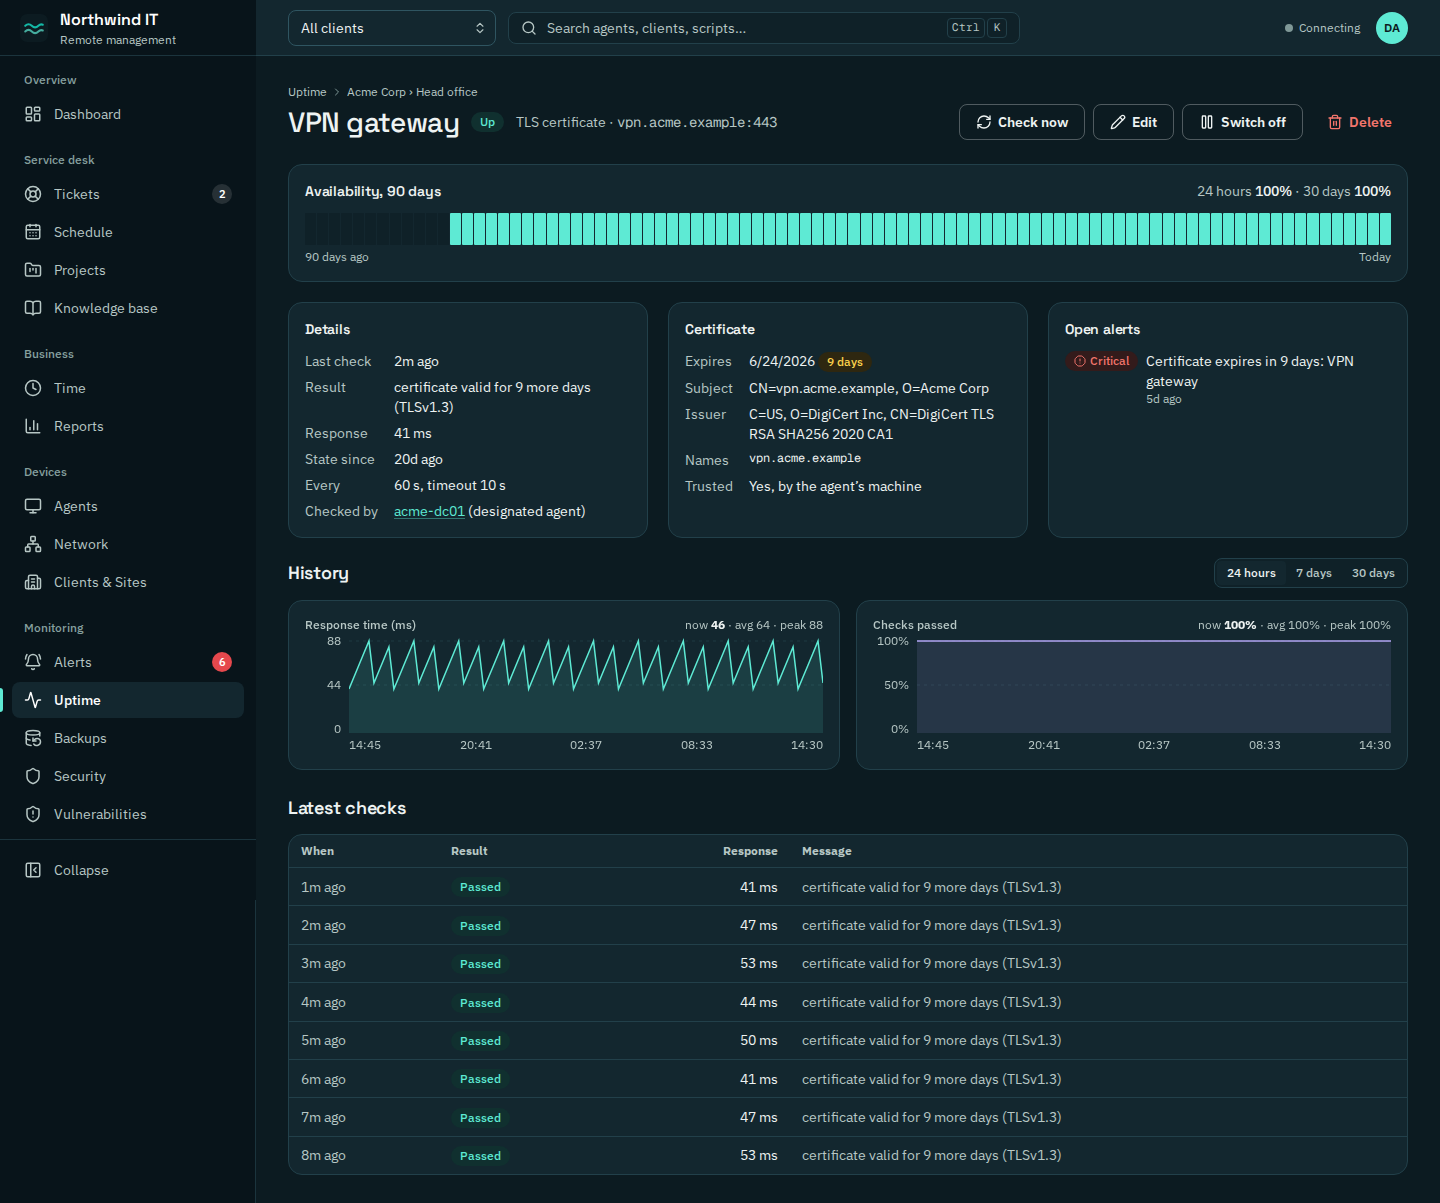 Northwind IT
Remote management
All clients
Search agents, clients, scripts...
Ctrl K
Connecting
DA
Overview
Dashboard
Service desk
Tickets 2
Schedule
Projects
Knowledge base
Business
Time
Reports
Devices
Agents
Network
Clients & Sites
Monitoring
Alerts 6
Uptime
Backups
Security
Vulnerabilities
Collapse
Uptime > Acme Corp › Head office
VPN gateway Up TLS certificate · vpn.acme.example:443
Check now
Edit
Switch off
Delete
Availability, 90 days
24 hours 100% · 30 days 100%
90 days ago
Today
Details
Last check 2m ago
Result certificate valid for 9 more days
(TLSv1.3)
Response 41 ms
State since 20d ago
Every 60 s, timeout 10 s
Checked by acme-dc01 (designated agent)
Certificate
Expires 6/24/2026 9 days
Subject CN=vpn.acme.example, O=Acme Corp
Issuer C=US, O=DigiCert Inc, CN=DigiCert TLS
RSA SHA256 2020 CA1
Names vpn.acme.example
Trusted Yes, by the agent’s machine
Open alerts
Critical Certificate expires in 9 days: VPN
gateway
5d ago
History
24 hours 7 days 30 days
Response time (ms)
now 46 · avg 64 · peak 88
88
44
0
14:45 20:41 02:37 08:33 14:30
Checks passed
now 100% · avg 100% · peak 100%
100%
50%
0%
14:45 20:41 02:37 08:33 14:30
Latest checks
When Result Response Message
1m ago Passed 41 ms certificate valid for 9 more days (TLSv1.3)
2m ago Passed 47 ms certificate valid for 9 more days (TLSv1.3)
3m ago Passed 53 ms certificate valid for 9 more days (TLSv1.3)
4m ago Passed 44 ms certificate valid for 9 more days (TLSv1.3)
5m ago Passed 50 ms certificate valid for 9 more days (TLSv1.3)
6m ago Passed 41 ms certificate valid for 9 more days (TLSv1.3)
7m ago Passed 47 ms certificate valid for 9 more days (TLSv1.3)
8m ago Passed 53 ms certificate valid for 9 more days (TLSv1.3)